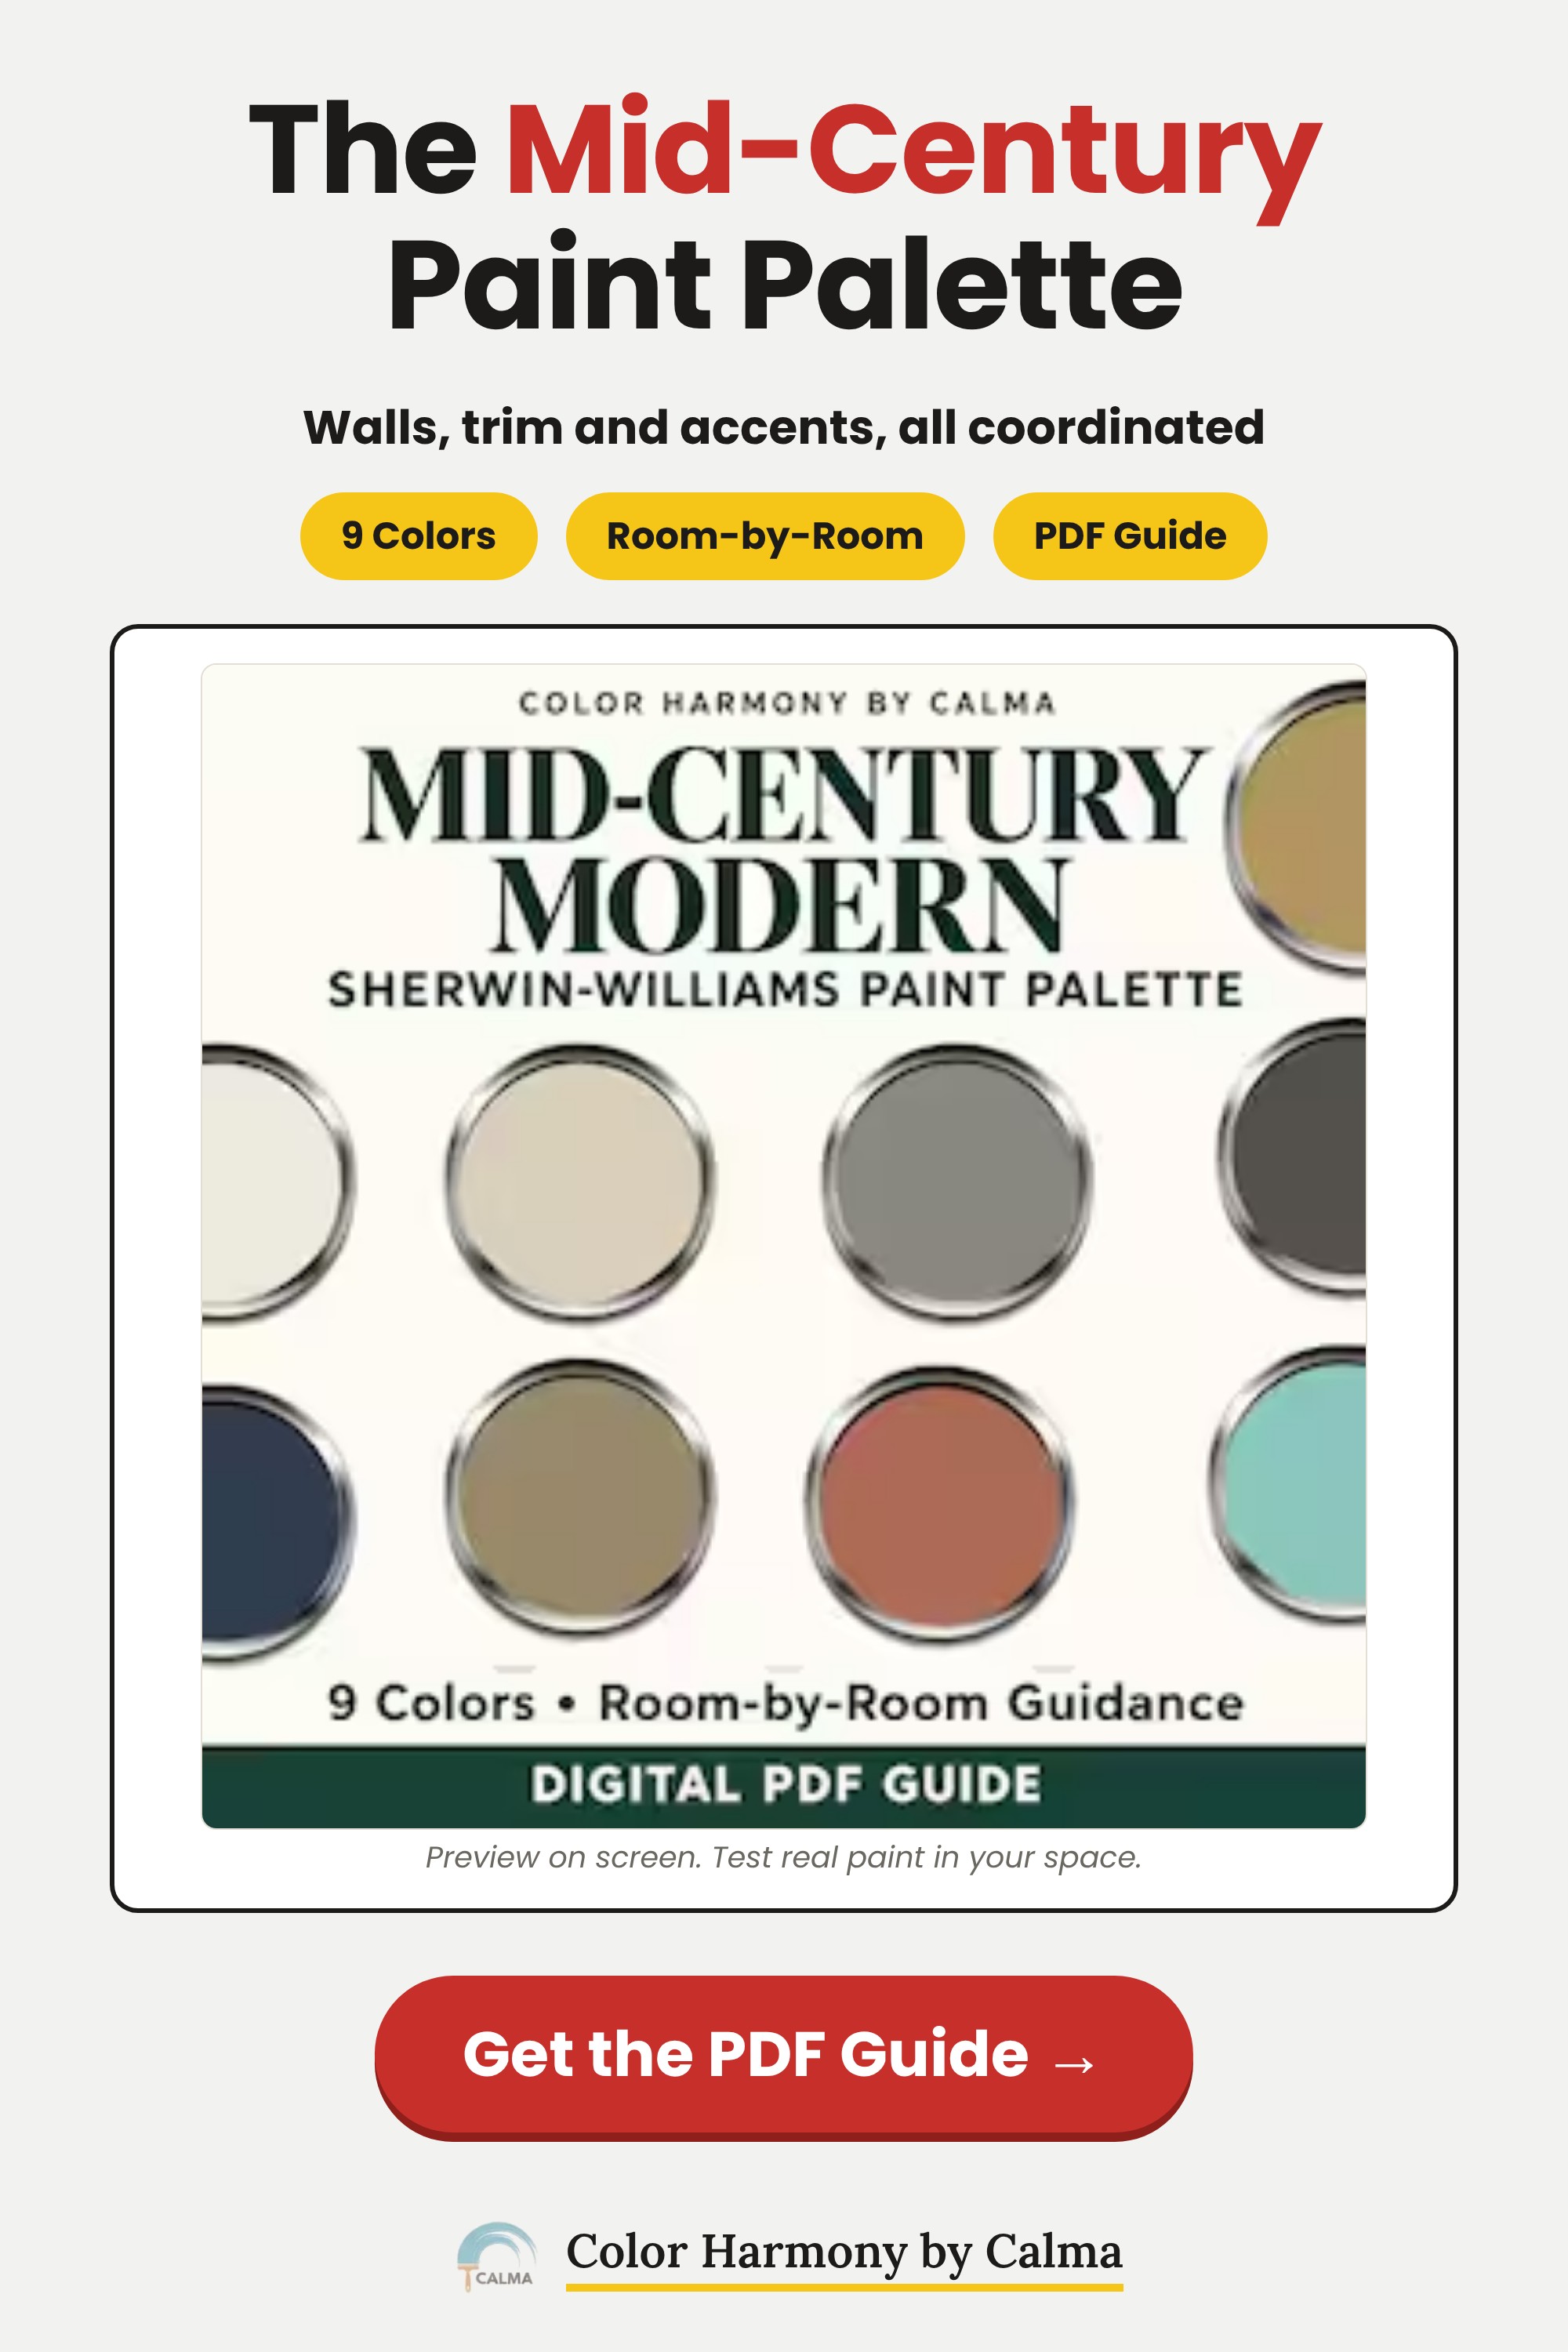 The Mid-Century
Paint Palette
Walls, trim and accents, all coordinated
9 Colors
Room-by-Room
PDF Guide
COLOR HARMONY BY CALMA
MID-CENTURY
MODERN
SHERWIN-WILLIAMS PAINT PALETTE
9 Colors • Room-by-Room Guidance
DIGITAL PDF GUIDE
Preview on screen. Test real paint in your space.
Get the PDF Guide →
CALMA
Color Harmony by Calma